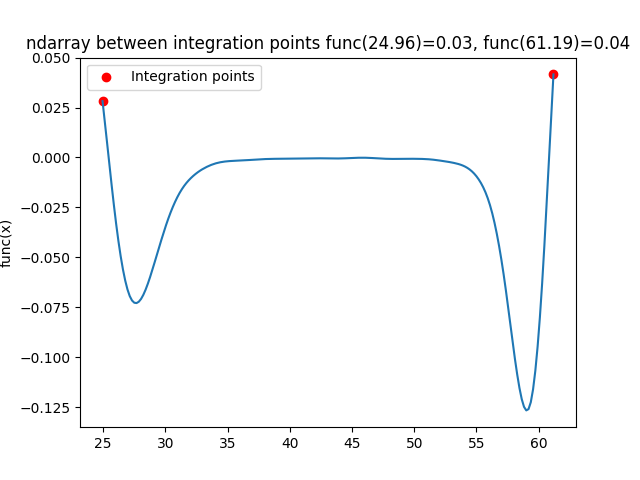 ndarray between integration points func(24.96)=0.03, func(61.19)=0.04
Integration points
0.050
0.025
0.000
−0.025
−0.050
−0.075
−0.100
−0.125
func(x)
25 30 35 40 45 50 55 60